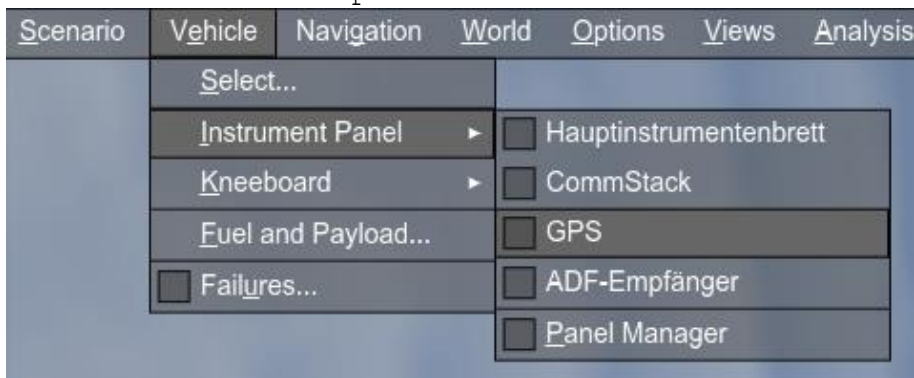 Scenario Vehicle Navigation World Options Views Analysis
Select...
Instrument Panel ► Hauptinstrumentenbrett
Kneeboard ► CommStack
Fuel and Payload... GPS
Failures... ADF-Empfänger
Panel Manager